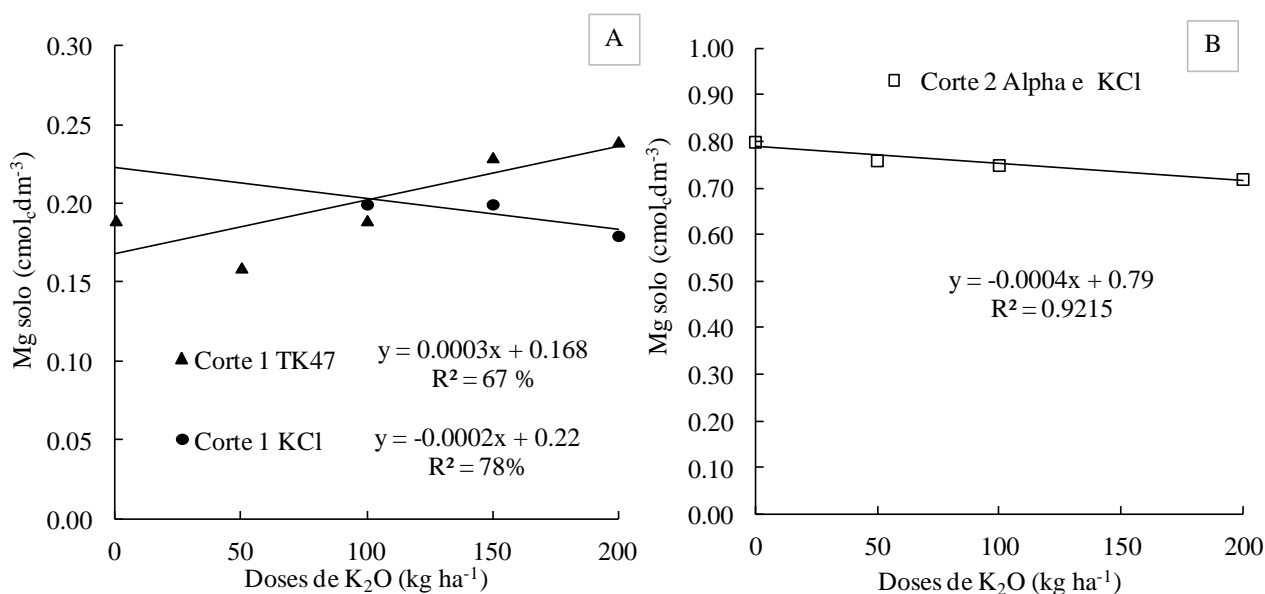 A
0.30
0.25
0.20
0.15
0.10
0.05
0.00
Mg solo (cmol_c dm^-3)
Corte 1 TK47
y = 0.0003x + 0.168
R² = 67 %
Corte 1 KCl
y = -0.0002x + 0.22
R² = 78%
0 50 100 150 200
Doses de K₂O (kg ha⁻¹)
B
1.00
0.90
0.80
0.70
0.60
0.50
0.40
0.30
0.20
0.10
0.00
Mg solo (cmol_c dm^-3)
Corte 2 Alpha e KCl
y = -0.0004x + 0.79
R² = 0.9215
0 50 100 150 200
Doses de K₂O (kg ha⁻¹)